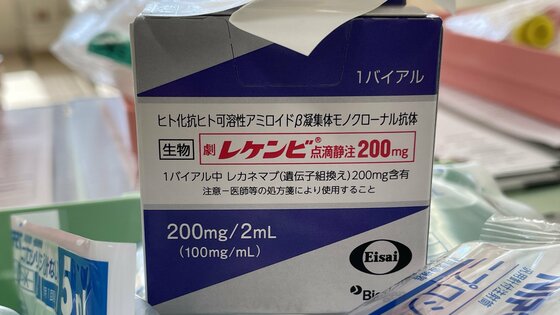 1バイアル
ヒト化抗ヒト可溶性アミロイドβ凝集体モノクローナル抗体
生物 劇 レケンビ® 点滴静注 200mg
1バイアル中 レカネマブ(遺伝子組換え)200mg含有
注意－医師等の処方箋により使用すること
200mg/2mL
(100mg/mL)
Eisai